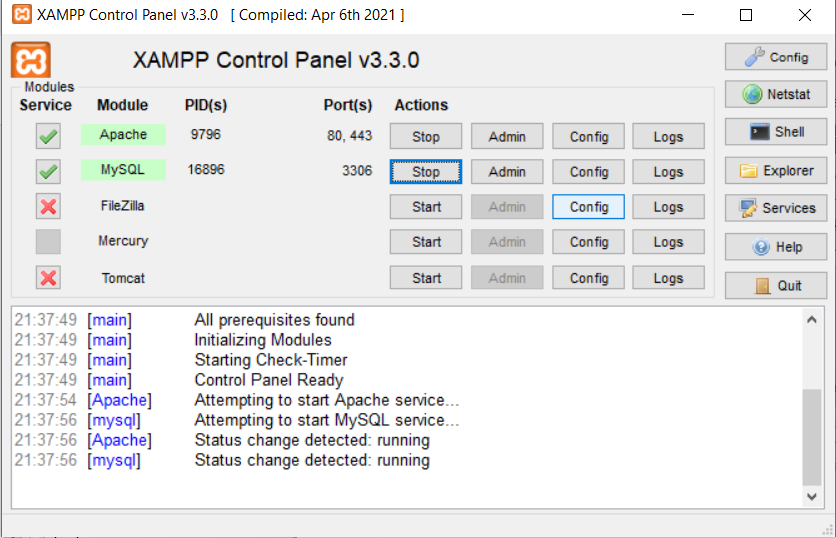 XAMPP Control Panel v3.3.0 [ Compiled: Apr 6th 2021 ]
XAMPP Control Panel v3.3.0
Config
Modules
Service Module PID(s) Port(s) Actions
Netstat
Apache 9796 80, 443 Stop Admin Config Logs
Shell
MySQL 16896 3306 Stop Admin Config Logs
Explorer
FileZilla Start Admin Config Logs
Services
Mercury Start Admin Config Logs
Help
Tomcat Start Admin Config Logs
Quit
21:37:49 [main] All prerequisites found
21:37:49 [main] Initializing Modules
21:37:49 [main] Starting Check-Timer
21:37:49 [main] Control Panel Ready
21:37:54 [Apache] Attempting to start Apache service...
21:37:56 [mysql] Attempting to start MySQL service...
21:37:56 [Apache] Status change detected: running
21:37:56 [mysql] Status change detected: running